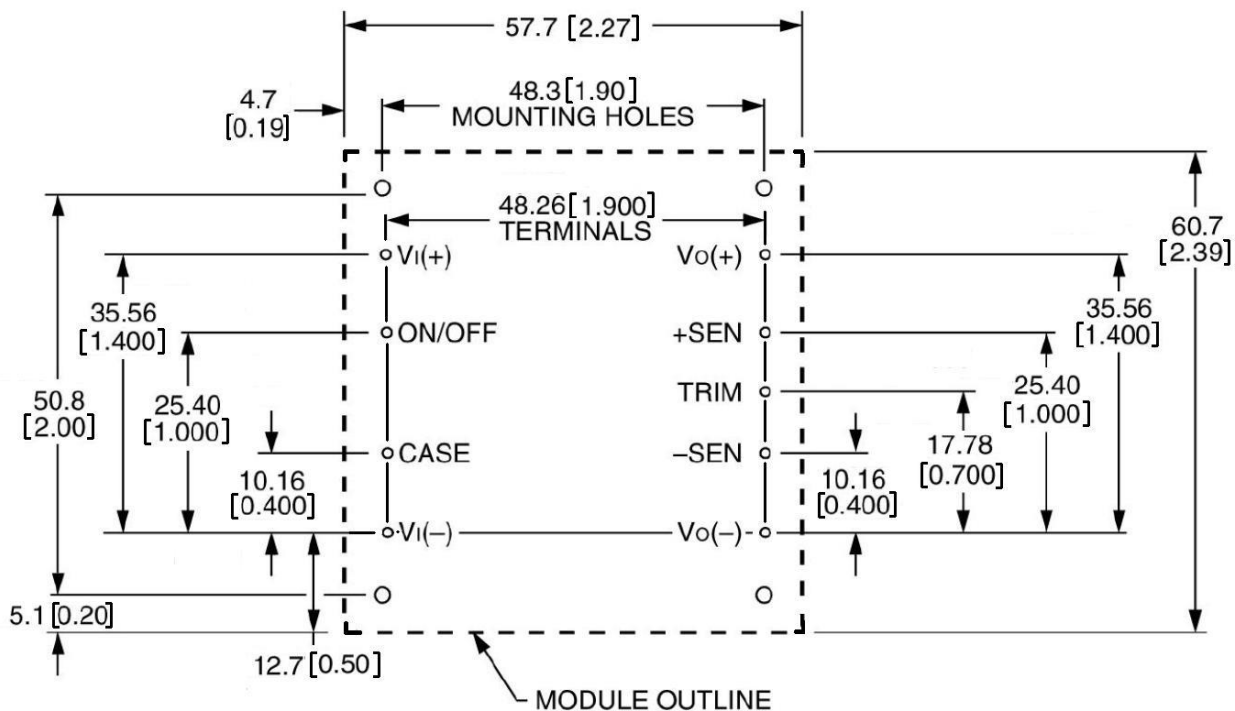 57.7 [2.27]
4.7
[0.19]
48.3[1.90]
MOUNTING HOLES
48.26[1.900]
TERMINALS
60.7
[2.39]
VI(+)
VO(+)
35.56
[1.400]
35.56
[1.400]
ON/OFF
+SEN
50.8
[2.00]
25.40
[1.000]
TRIM
25.40
[1.000]
CASE
–SEN
17.78
[0.700]
10.16
[0.400]
10.16
[0.400]
VI(–)
VO(–)
5.1[0.20]
12.7[0.50]
MODULE OUTLINE